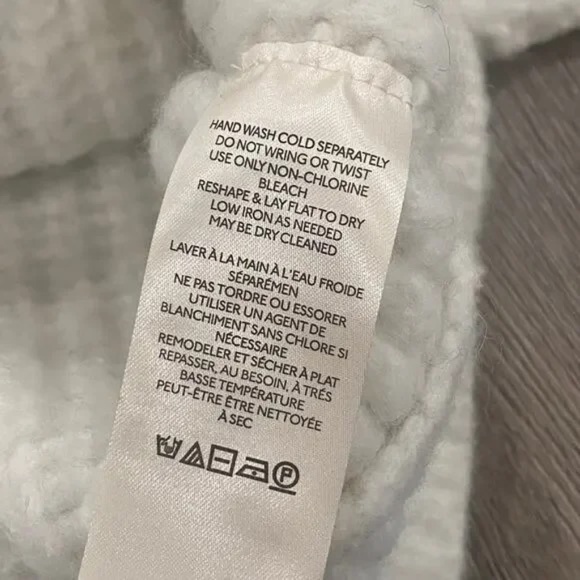 HAND WASH COLD SEPARATELY
DO NOT WRING OR TWIST
USE ONLY NON-CHLORINE
BLEACH
RESHAPE & LAY FLAT TO DRY
LOW IRON AS NEEDED
MAY BE DRY CLEANED
LAVER À LA MAIN À L'EAU FROIDE
SÉPARÉMEN
NE PAS TORDRE OU ESSORER
UTILISER UN AGENT DE
BLANCHIMENT SANS CHLORE SI
NÉCESSAIRE
REMODELER ET SÈCHER À PLAT
REPASSER, AU BESOIN, À TRÉS
BASSE TEMPÉRATURE
PEUT-ÊTRE ÊTRE NETTOYÉE
À SEC
P